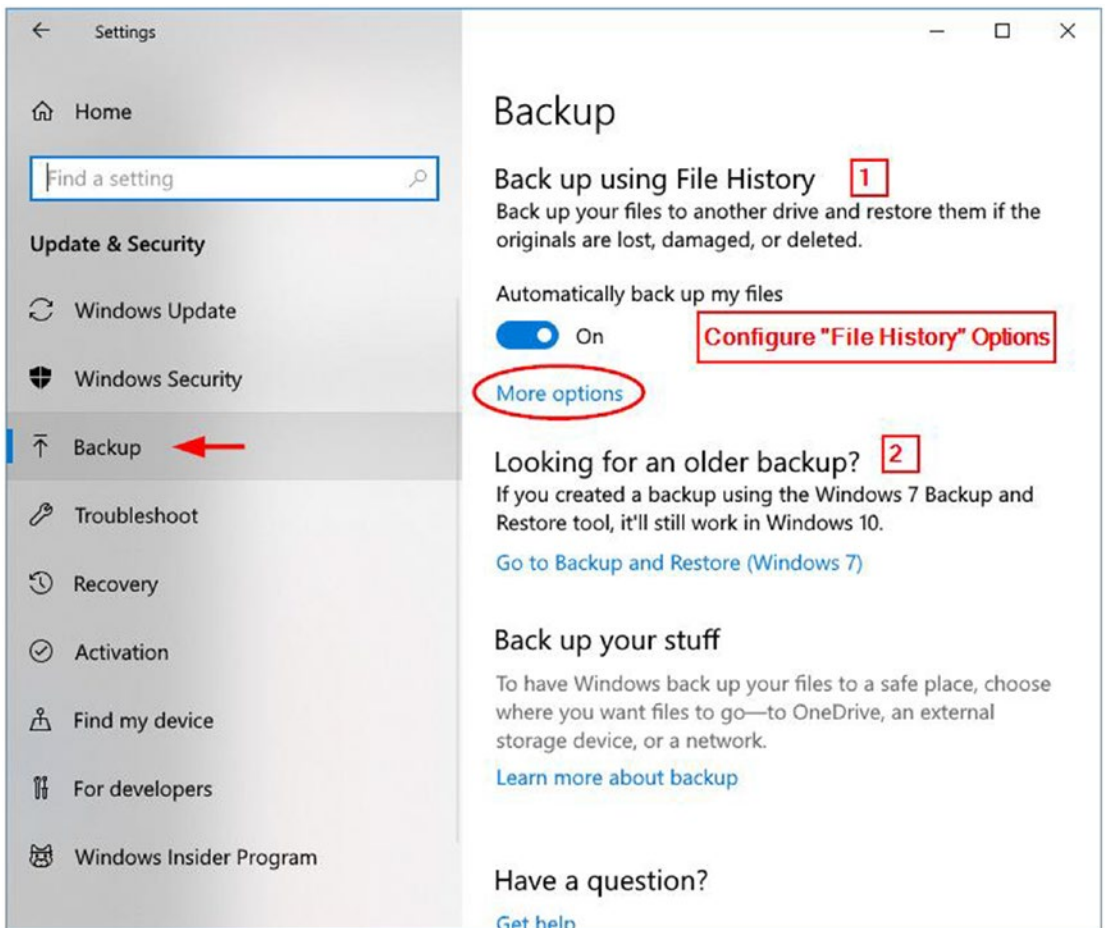 Settings
Home
Find a setting
Update & Security
Windows Update
Windows Security
Backup
Troubleshoot
Recovery
Activation
Find my device
For developers
Windows Insider Program
Backup
Back up using File History 1
Back up your files to another drive and restore them if the
originals are lost, damaged, or deleted.
Automatically back up my files
On
Configure "File History" Options
More options
Looking for an older backup? 2
If you created a backup using the Windows 7 Backup and
Restore tool, it'll still work in Windows 10.
Go to Backup and Restore (Windows 7)
Back up your stuff
To have Windows back up your files to a safe place, choose
where you want files to go—to OneDrive, an external
storage device, or a network.
Learn more about backup
Have a question?
Get help